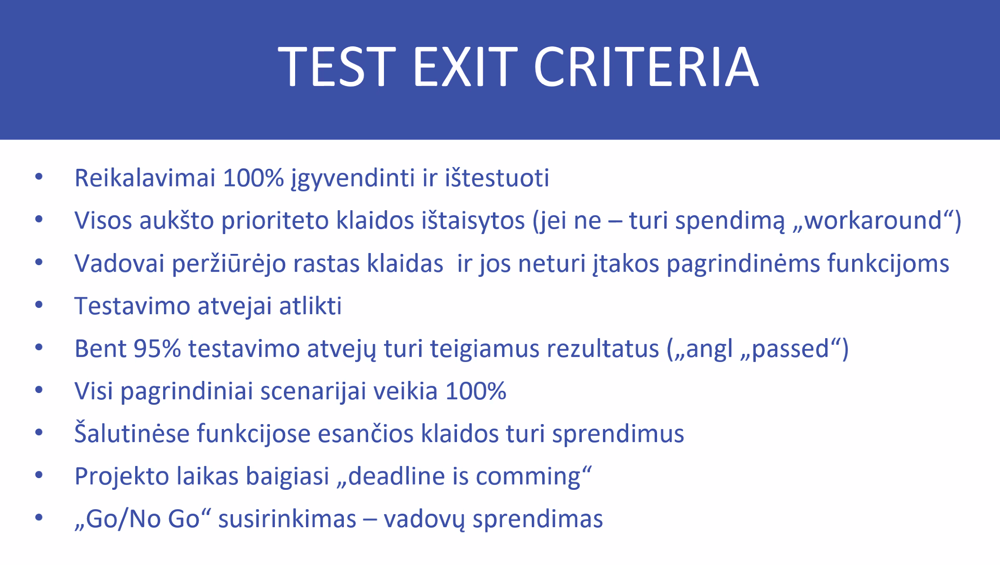 TEST EXIT CRITERIA
• Reikalavimai 100% įgyvendinti ir ištestuoti
• Visos aukšto prioriteto klaidos ištaisytos (jei ne – turi spendimą „workaround“)
• Vadovai peržiūrėjo rastas klaidas  ir jos neturi įtakos pagrindinėms funkcijoms
• Testavimo atvejai atlikti
• Bent 95% testavimo atvejų turi teigiamus rezultatus („angl „passed“)
• Visi pagrindiniai scenarijai veikia 100%
• Šalutinėse funkcijose esančios klaidos turi sprendimus
• Projekto laikas baigiasi „deadline is comming“
• „Go/No Go“ susirinkimas – vadovų sprendimas